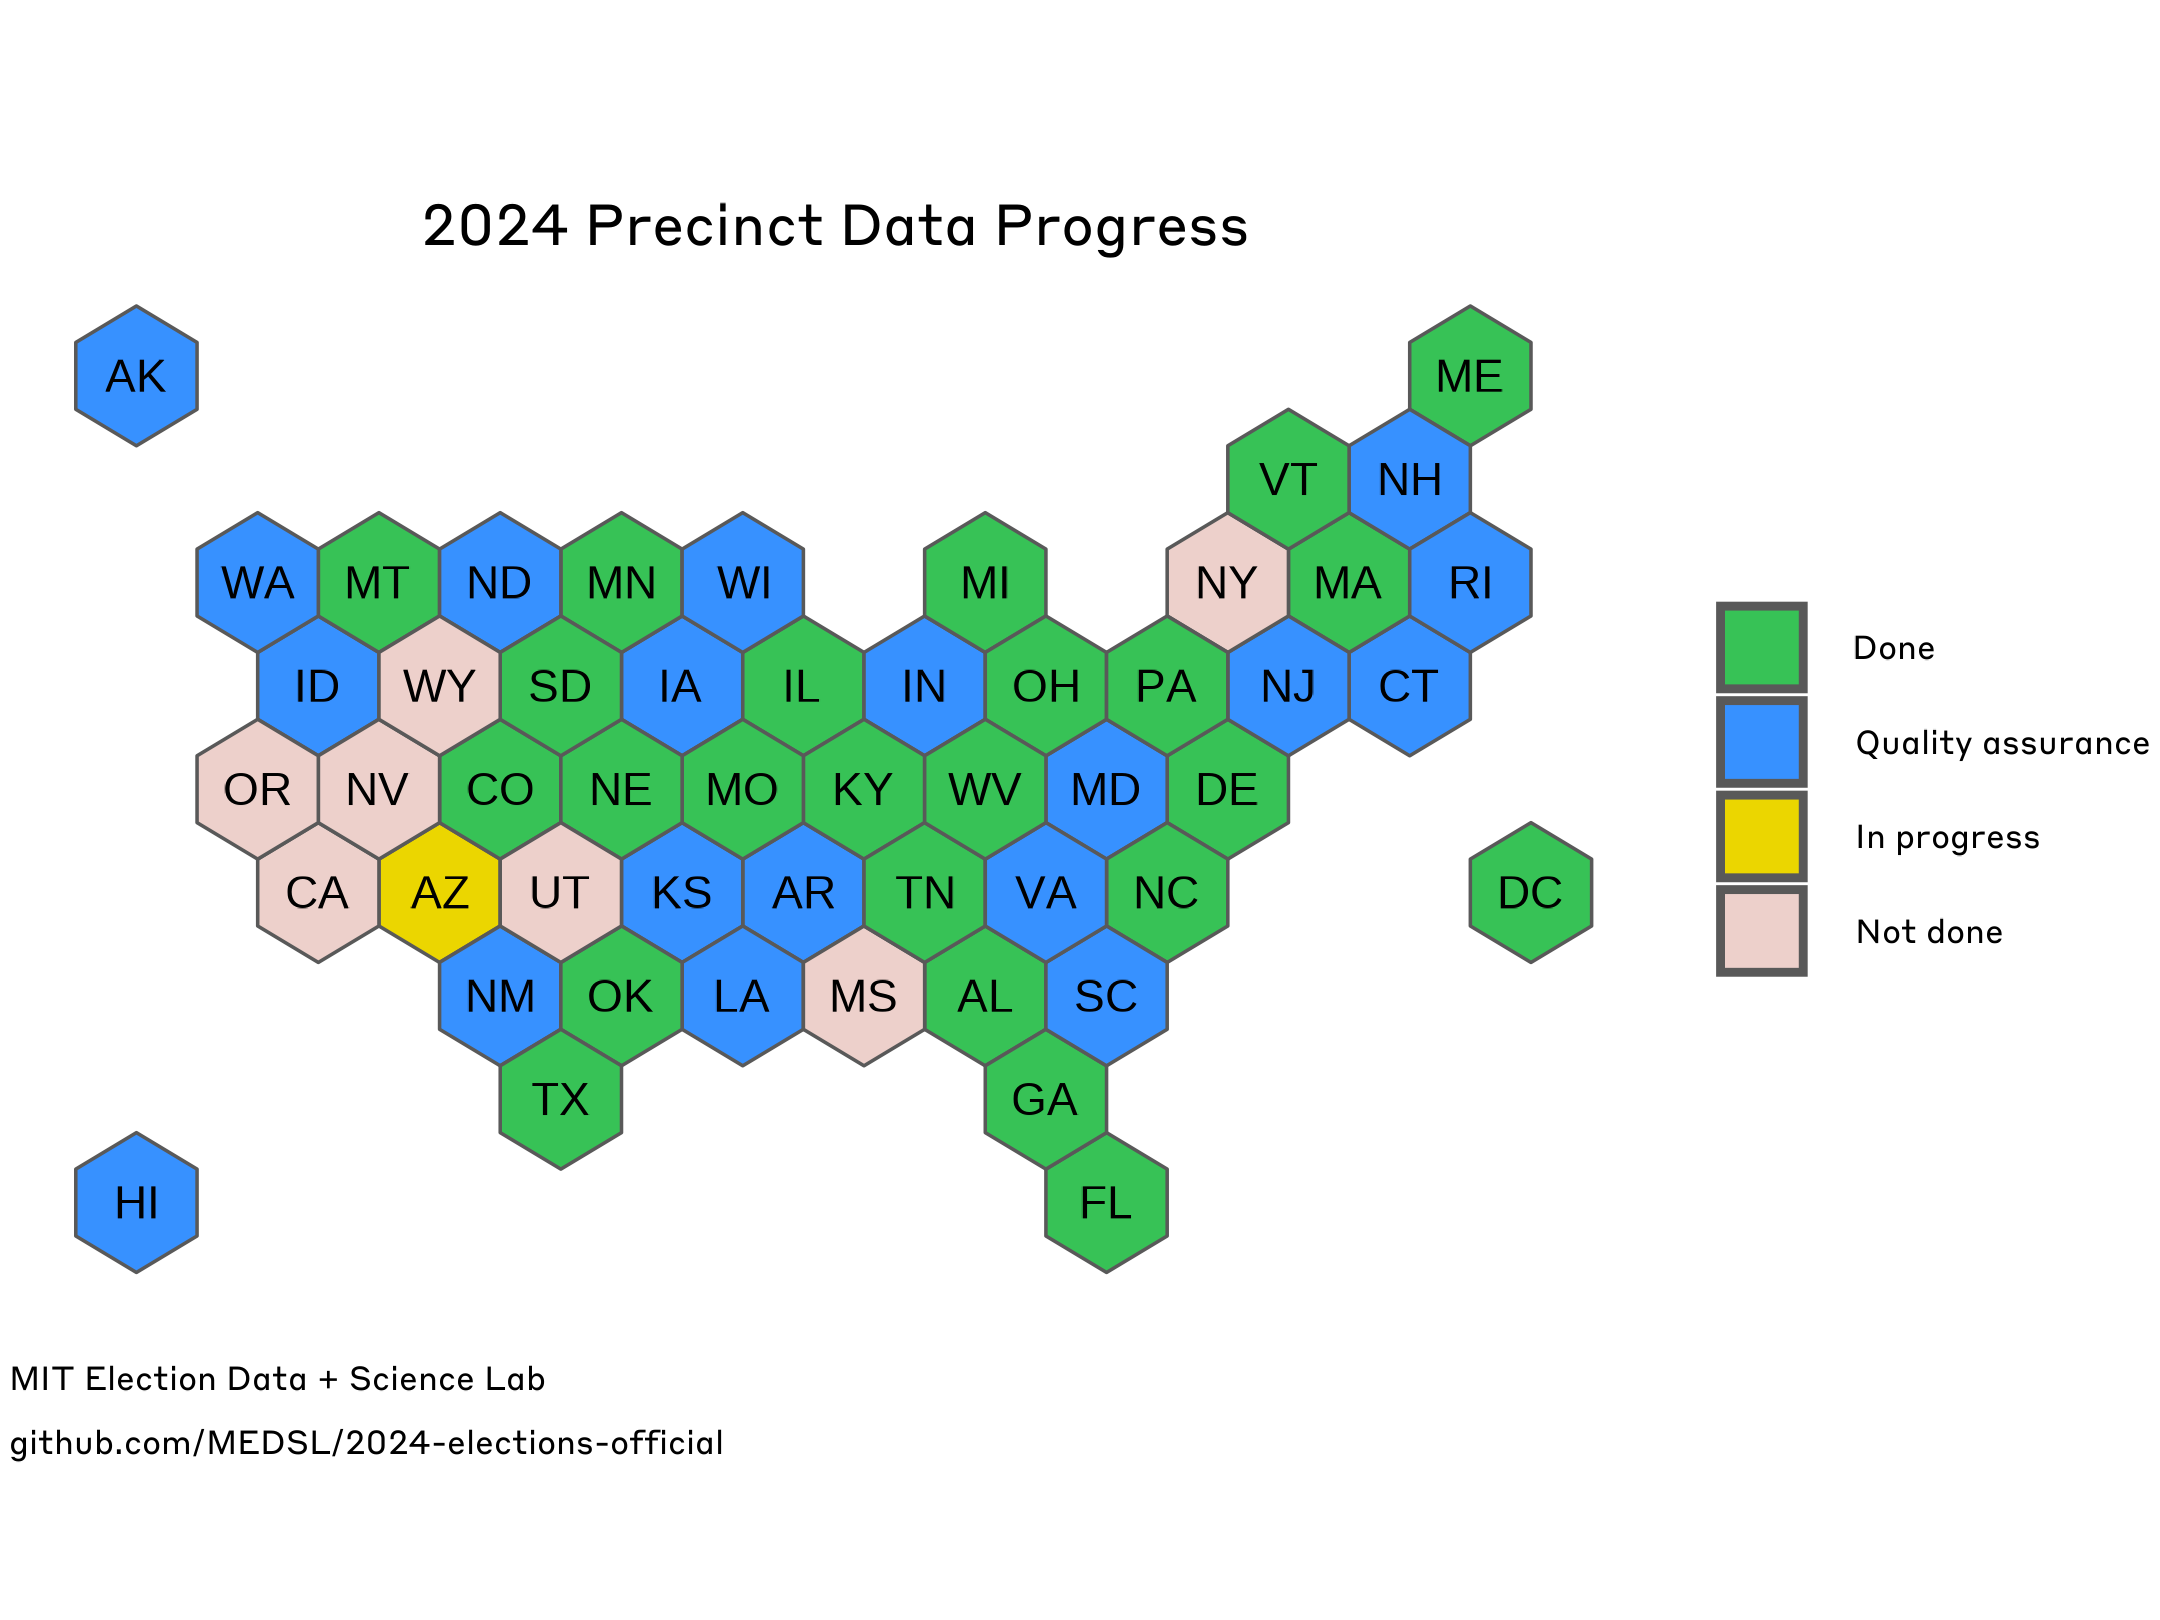 2024 Precinct Data Progress
AK
ME
VT NH
WA MT ND MN WI MI NY MA RI
ID WY SD IA IL IN OH PA NJ CT
OR NV CO NE MO KY WV MD DE
CA AZ UT KS AR TN VA NC DC
NM OK LA MS AL SC
TX GA
HI FL
Done
Quality assurance
In progress
Not done
MIT Election Data + Science Lab
github.com/MEDSL/2024-elections-official